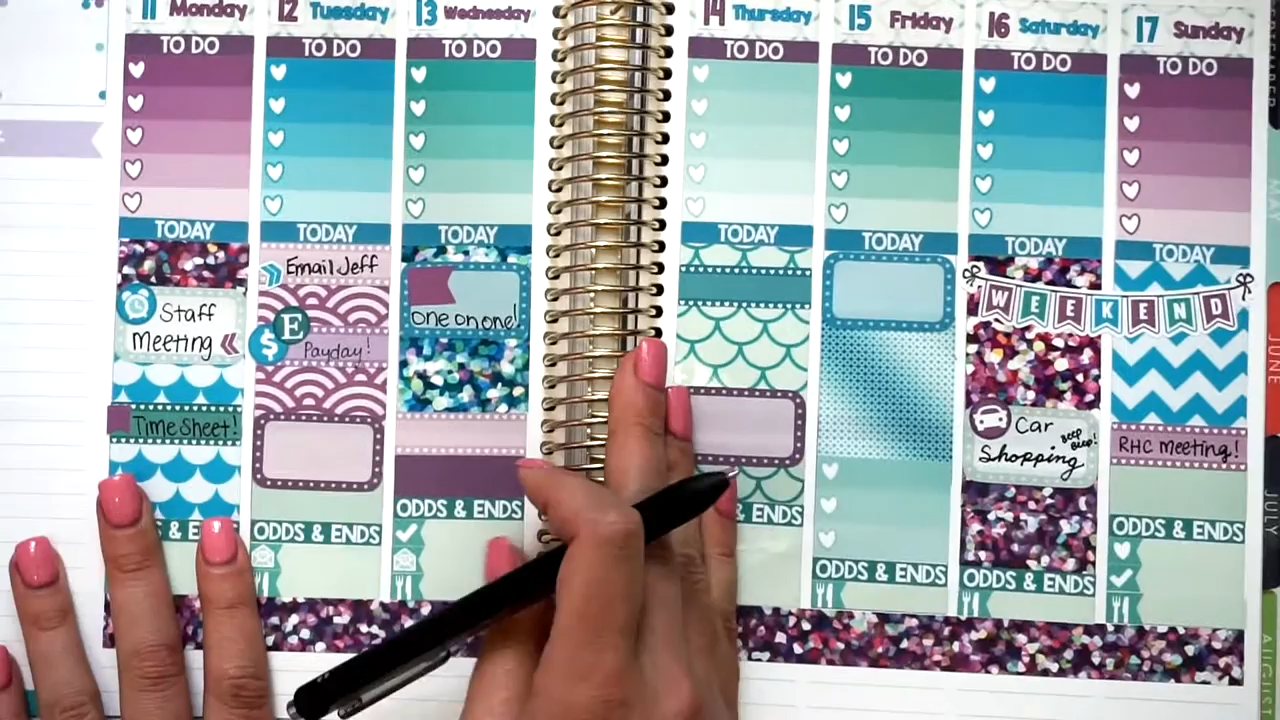 11 Monday
12 Tuesday
13 Wednesday
14 Thursday
15 Friday
16 Saturday
17 Sunday
TO DO
TO DO
TO DO
TO DO
TO DO
TO DO
TO DO
TODAY
TODAY
TODAY
TODAY
TODAY
TODAY
TODAY
Staff
Meeting
Time Sheet!
Email Jeff
E
$
Payday!
one on one!
WEEKEND
Car
Shopping
Beep
Beep!
RHC Meeting!
ODDS & ENDS
ODDS & ENDS
ODDS & ENDS
ODDS & ENDS
ODDS & ENDS
JUNE
JULY
AUGUST